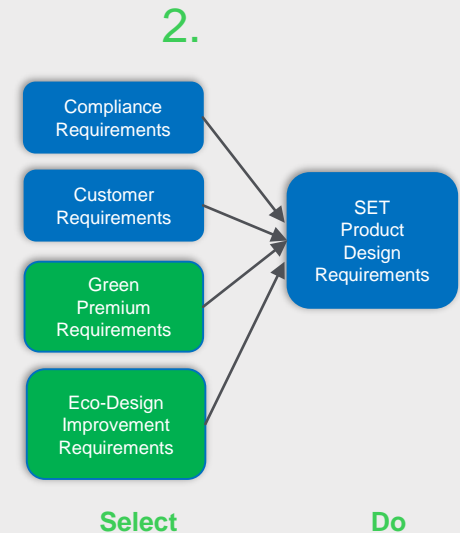 2.
Compliance
Requirements
Customer
Requirements
Green
Premium
Requirements
Eco-Design
Improvement
Requirements
SET
Product
Design
Requirements
Select
Do